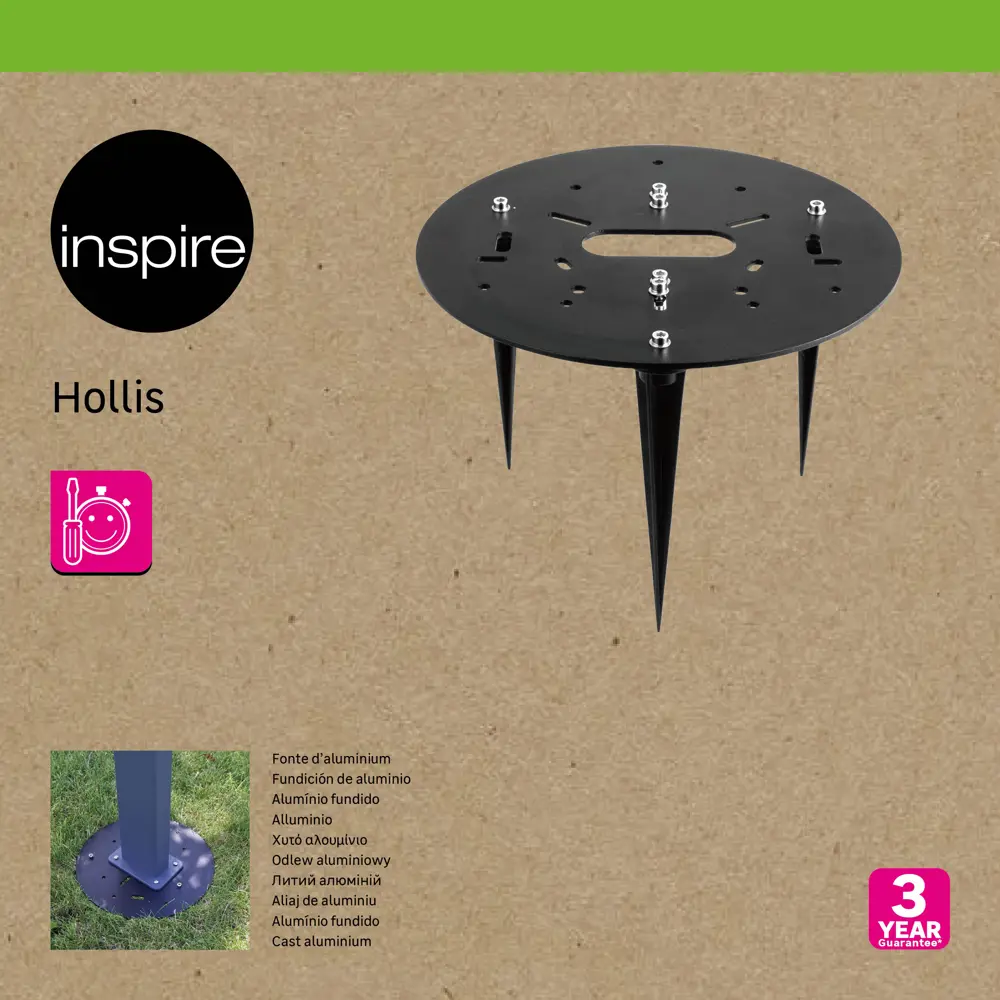 inspire
Hollis
Fonte d'aluminium
Fundición de aluminio
Alumínio fundido
Alluminio
Χυτό αλουμίνιο
Odlew aluminiowy
Литий алюміній
Aliaj de aluminiu
Alumínio fundido
Cast aluminium
3
YEAR
Guarantee*